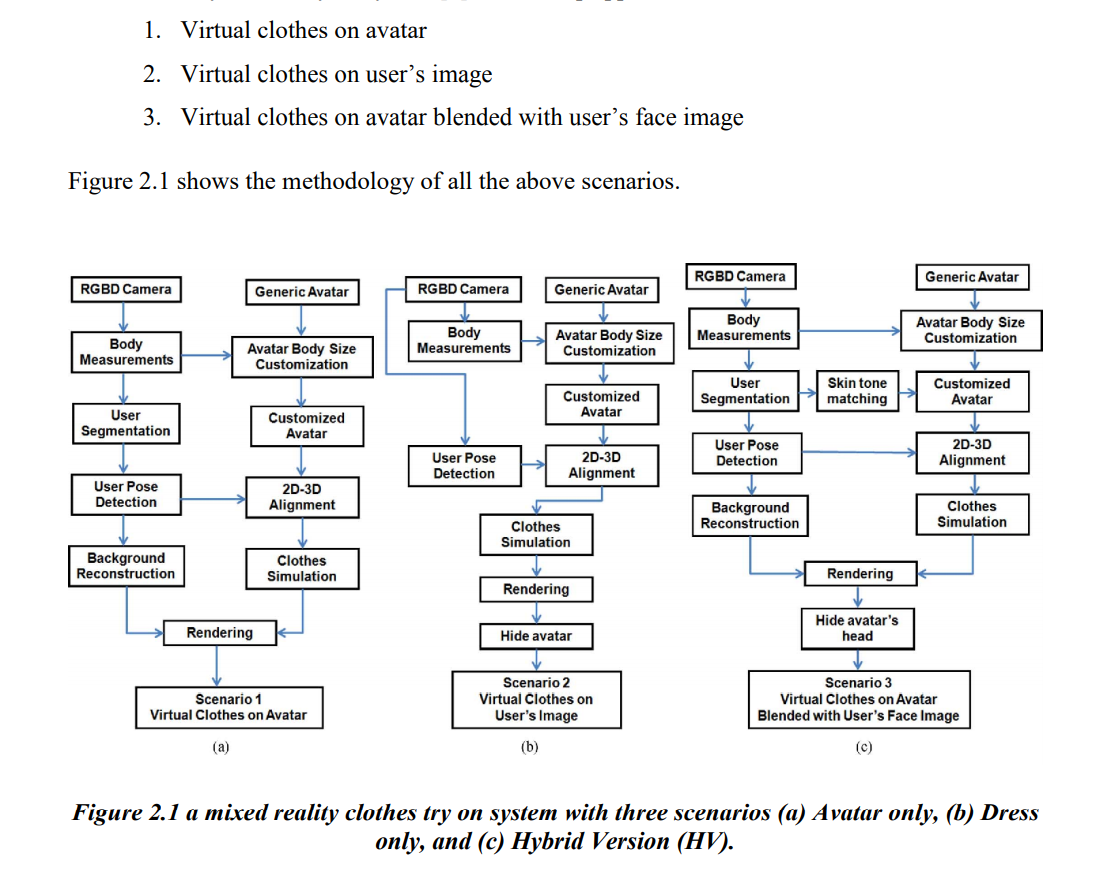 1. Virtual clothes on avatar
2. Virtual clothes on user’s image
3. Virtual clothes on avatar blended with user’s face image
Figure 2.1 shows the methodology of all the above scenarios.
RGBD Camera
Generic Avatar
Body
Measurements
Avatar Body Size
Customization
User
Segmentation
Customized
Avatar
User Pose
Detection
2D-3D
Alignment
Background
Reconstruction
Clothes
Simulation
Rendering
Scenario 1
Virtual Clothes on Avatar
(a)
RGBD Camera
Generic Avatar
Body
Measurements
Avatar Body Size
Customization
Customized
Avatar
User Pose
Detection
2D-3D
Alignment
Clothes
Simulation
Rendering
Hide avatar
Scenario 2
Virtual Clothes on
User's Image
(b)
RGBD Camera
Generic Avatar
Body
Measurements
Avatar Body Size
Customization
User
Segmentation
Skin tone
matching
Customized
Avatar
User Pose
Detection
2D-3D
Alignment
Background
Reconstruction
Clothes
Simulation
Rendering
Hide avatar's
head
Scenario 3
Virtual Clothes on Avatar
Blended with User's Face Image
(c)
Figure 2.1 a mixed reality clothes try on system with three scenarios (a) Avatar only, (b) Dress
only, and (c) Hybrid Version (HV).